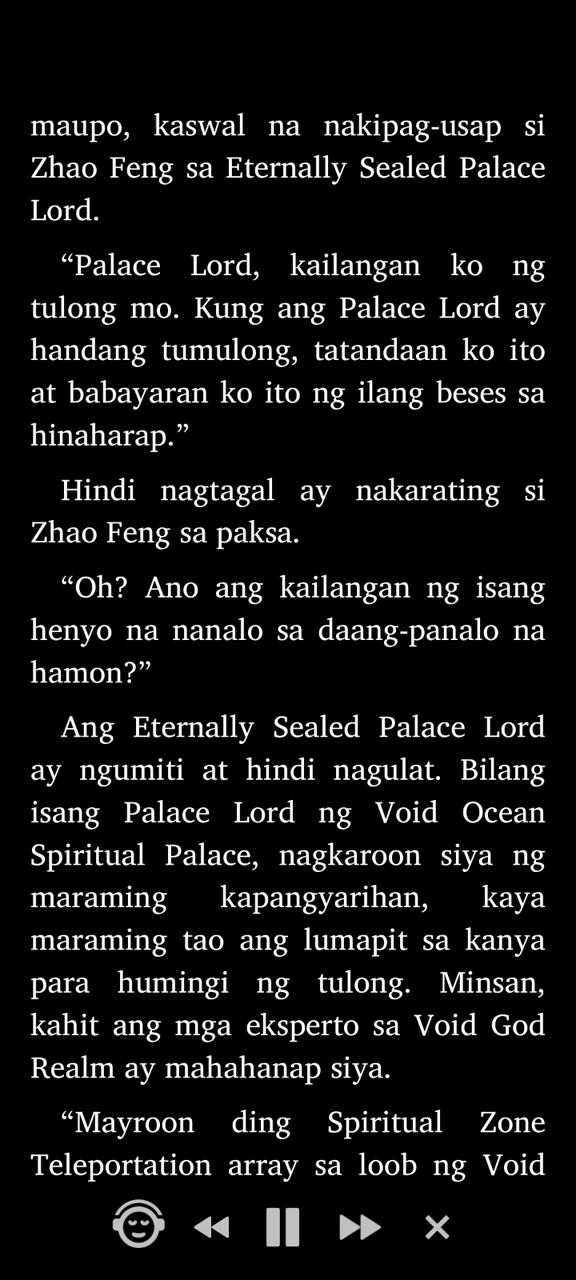 maupo, kaswal na nakipag-usap si
Zhao Feng sa Eternally Sealed Palace
Lord.
“Palace Lord, kailangan ko ng
tulong mo. Kung ang Palace Lord ay
handang tumulong, tatandaan ko ito
at babayaran ko ito ng ilang beses sa
hinaharap.”
Hindi nagtagal ay nakarating si
Zhao Feng sa paksa.
“Oh? Ano ang kailangan ng isang
henyo na nanalo sa daang-panalo na
hamon?”
Ang Eternally Sealed Palace Lord
ay ngumiti at hindi nagulat. Bilang
isang Palace Lord ng Void Ocean
Spiritual Palace, nagkaroon siya ng
maraming kapangyarihan, kaya
maraming tao ang lumapit sa kanya
para humingi ng tulong. Minsan,
kahit ang mga eksperto sa Void God
Realm ay mahahanap siya.
“Mayroon ding Spiritual Zone
Teleportation array sa loob ng Void